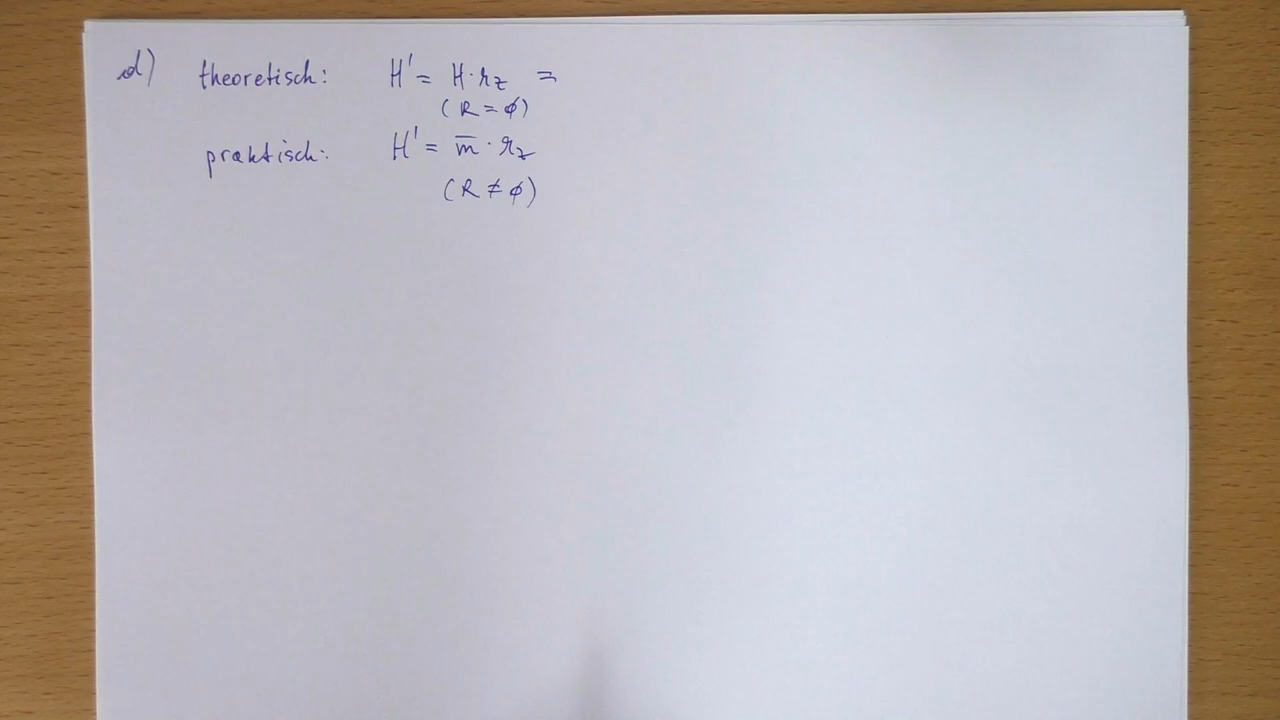 d) theoretisch: H' = H · r_z =
(R = ϕ)
praktisch: H' = m̅ · r_z
(R ≠ ϕ)